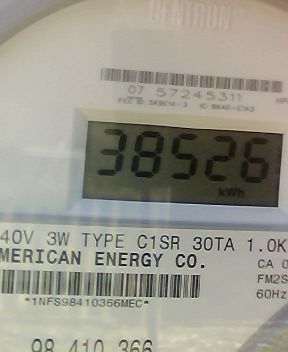 CENTRON®
07 57245311
38526
kWh
40V 3W TYPE C1SR 30TA 1.0K
MERICAN ENERGY CO.
CA 0
FM2S
60Hz
*1NFS98410366MEC*
98 410 366